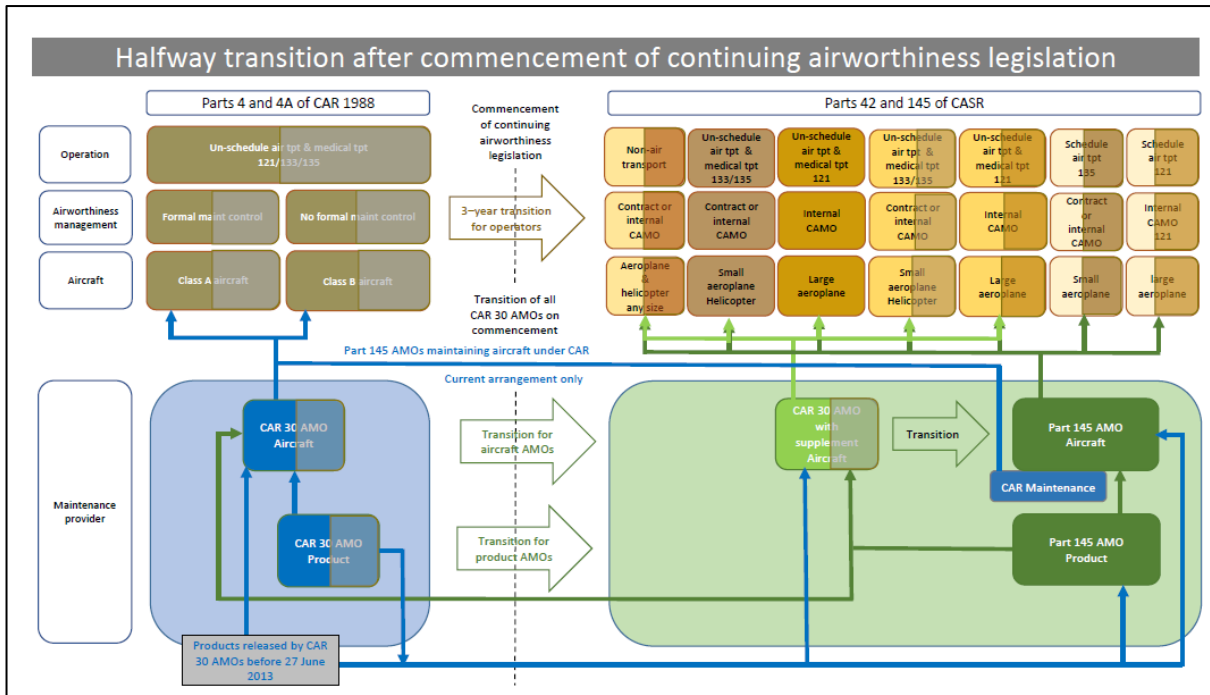 Halfway transition after commencement of continuing airworthiness legislation
Parts 4 and 4A of CAR 1988
Commencement
of continuing
airworthiness
legislation
Parts 42 and 145 of CASR
Operation
Un-schedule air tpt & medical tpt
121/133/135
Non-air
transport
Un-schedule
air tpt &
medical tpt
133/135
Un-schedule
air tpt &
medical tpt
121
Un-schedule
air tpt &
medical tpt
133/135
Un-schedule
air tpt &
medical tpt
121
Schedule
air tpt
135
Schedule
air tpt
121
Airworthiness
management
Formal maint control
No formal maint control
3–year transition
for operators
Contract or
internal
CAMO
Contract or
internal
CAMO
Internal
CAMO
Contract or
internal
CAMO
Internal
CAMO
Contract
or
internal
CAMO
Internal
CAMO
121
Aircraft
Class A aircraft
Class B aircraft
Transition of all
CAR 30 AMOs on
commencement
Aeroplane
&
helicopter
any size
Small
aeroplane
Helicopter
Large
aeroplane
Small
aeroplane
Helicopter
Large
aeroplane
Small
aeroplane
large
aeroplane
Part 145 AMOs maintaining aircraft under CAR
Current arrangement only
Maintenance
provider
CAR 30 AMO
Aircraft
Transition for
aircraft AMOs
CAR 30 AMO
with
supplement
Aircraft
Transition
Part 145 AMO
Aircraft
CAR Maintenance
CAR 30 AMO
Product
Transition for
product AMOs
Part 145 AMO
Product
Products released by CAR
30 AMOs before 27 June
2013